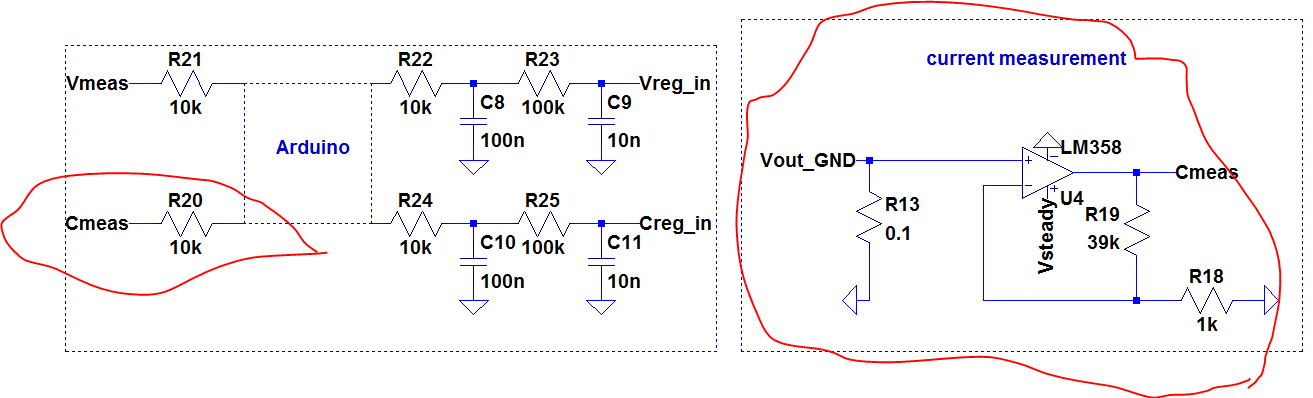 R21
R22
R23
Vmeas
Vreg_in
10k
10k
C8
100k
C9
100n
10n
Arduino
R20
R24
R25
Cmeas
Creg_in
10k
10k
C10
100k
C11
100n
10n
current measurement
LM358
Vout_GND
+
−
Cmeas
−
+
U4
R13
0.1
Vsteady
R19
39k
R18
1k